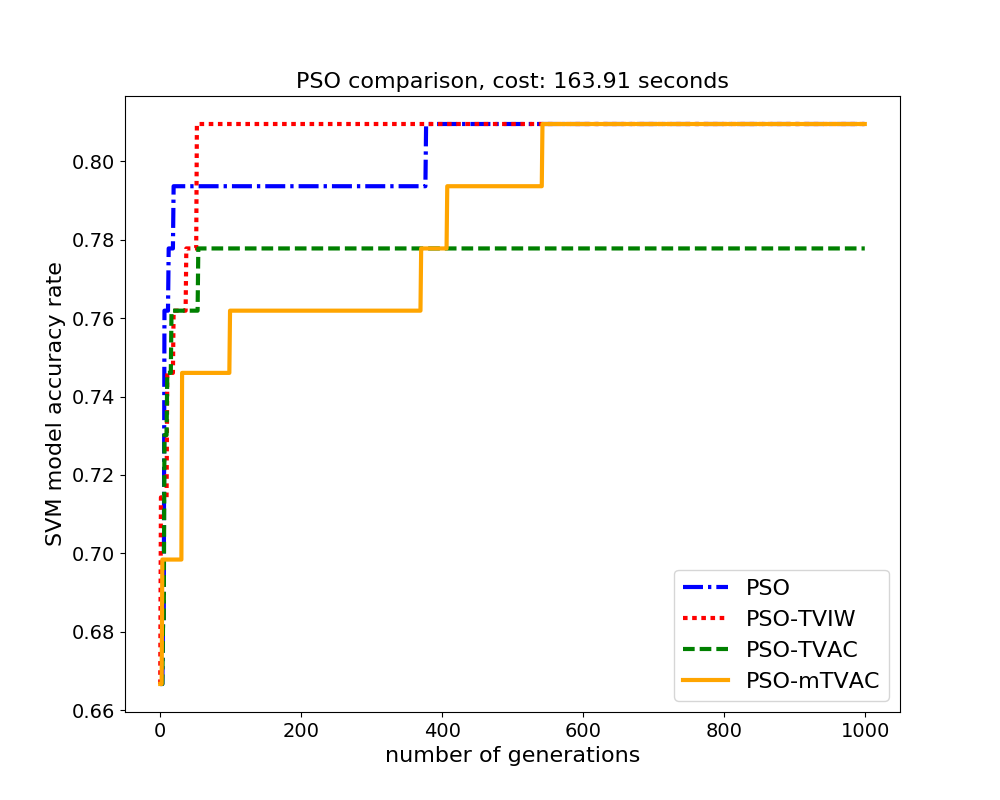 PSO comparison, cost: 163.91 seconds
SVM model accuracy rate
0.80
0.78
0.76
0.74
0.72
0.70
0.68
0.66
0 200 400 600 800 1000
number of generations
PSO
PSO-TVIW
PSO-TVAC
PSO-mTVAC